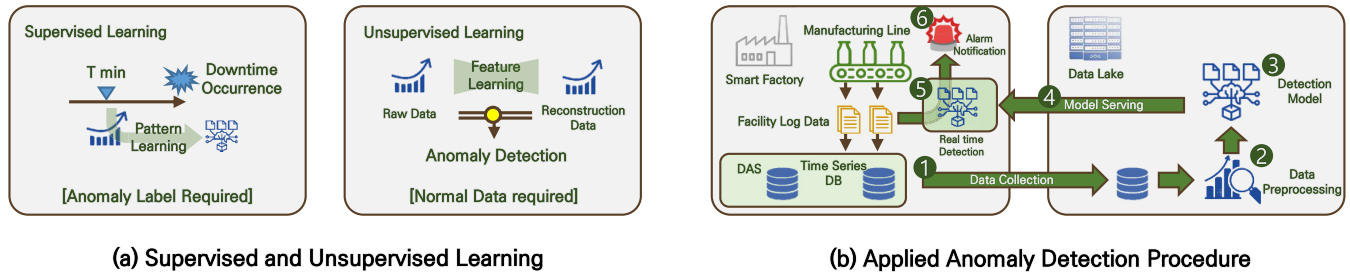 Supervised Learning
T min
Downtime
Occurrence
Pattern
Learning
[Anomaly Label Required]
Unsupervised Learning
Feature
Learning
Raw Data
Reconstruction
Data
Anomaly Detection
[Normal Data required]
(a) Supervised and Unsupervised Learning
Smart Factory
Manufacturing Line
6
Alarm
Notification
Facility Log Data
5
Real time
Detection
DAS
Time Series
DB
1
Data Collection
Data Lake
4
Model Serving
3
Detection
Model
2
Data
Preprocessing
(b) Applied Anomaly Detection Procedure